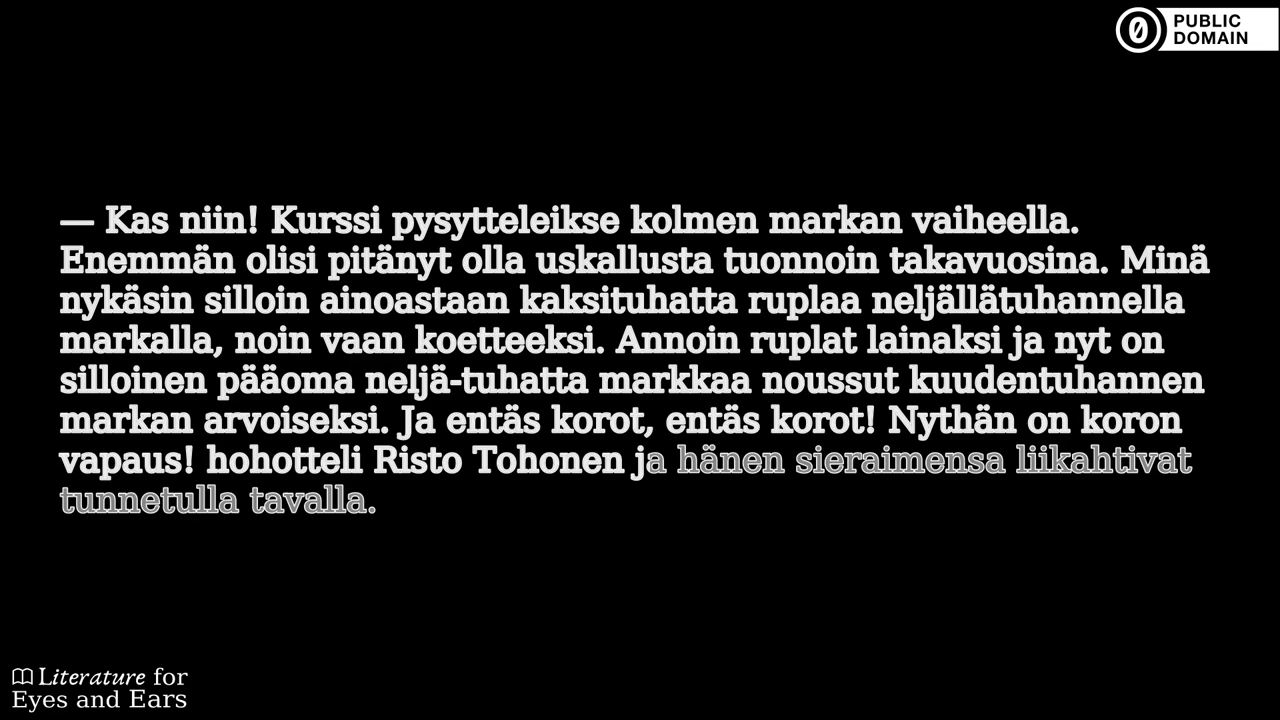 PUBLIC
DOMAIN
— Kas niin! Kurssi pysytteleikse kolmen markan vaiheella.
Enemmän olisi pitänyt olla uskallusta tuonnoin takavuosina. Minä
nykäsin silloin ainoastaan kaksituhatta ruplaa neljällätuhannella
markalla, noin vaan koetteeksi. Annoin ruplat lainaksi ja nyt on
silloinen pääoma neljä-tuhatta markkaa noussut kuudentuhannen
markan arvoiseksi. Ja entäs korot, entäs korot! Nythän on koron
vapaus! hohotteli Risto Tohonen ja hänen sieraimensa liikahtivat
tunnetulla tavalla.
Literature for
Eyes and Ears